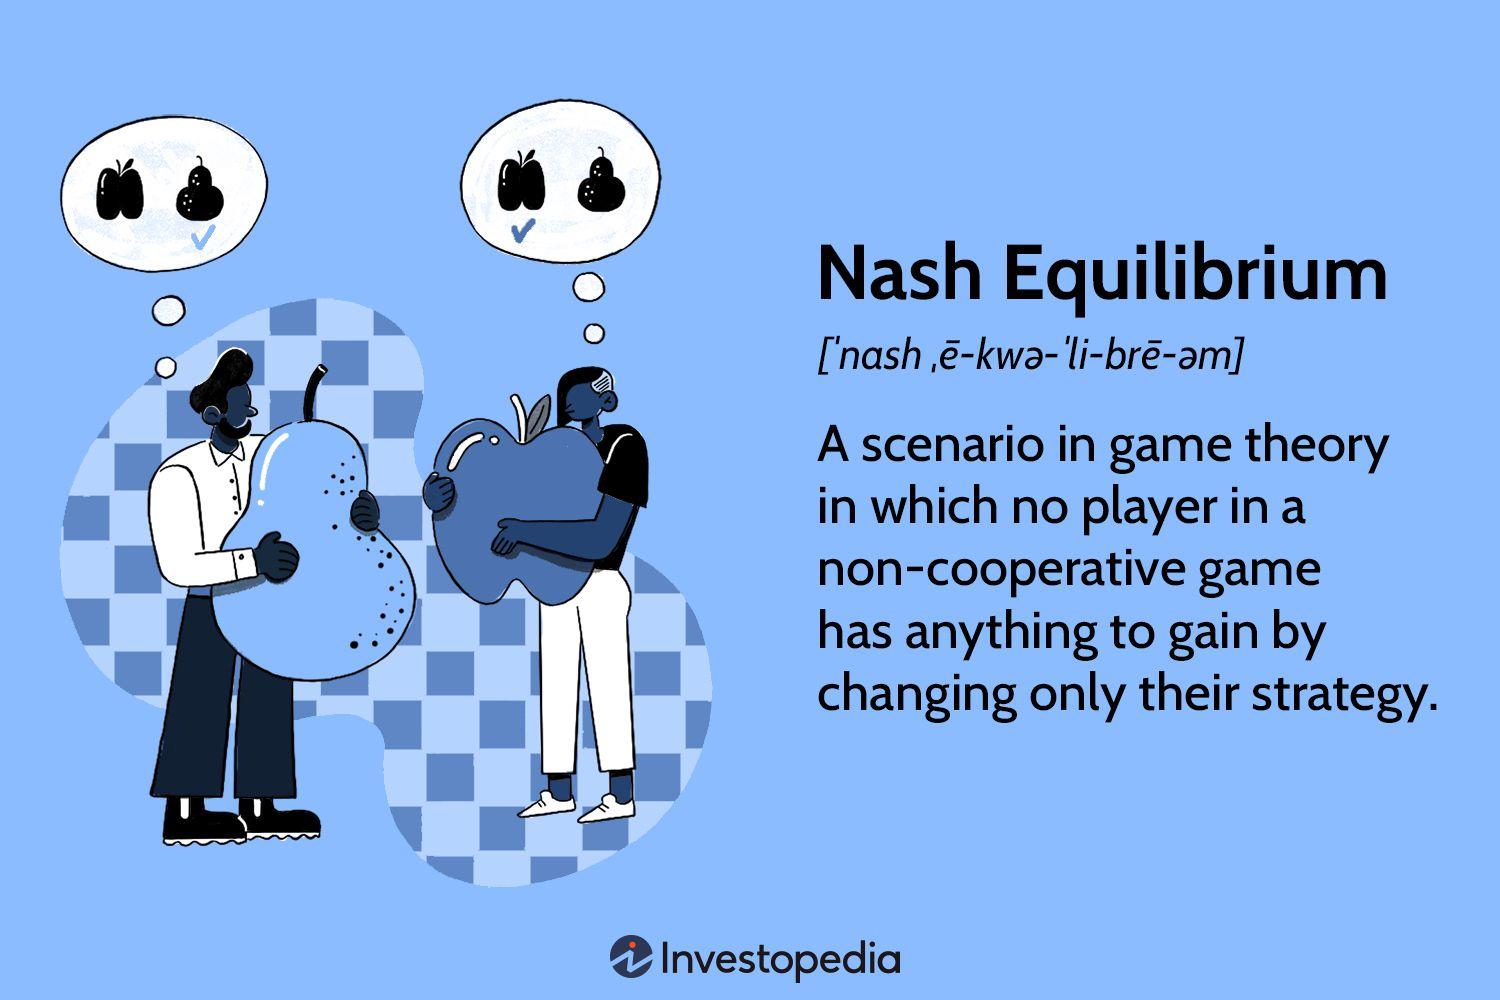 Nash Equilibrium
[ˈnash ˌē-kwə-ˈli-brē-əm]
A scenario in game theory
in which no player in a
non-cooperative game
has anything to gain by
changing only their strategy.
Investopedia